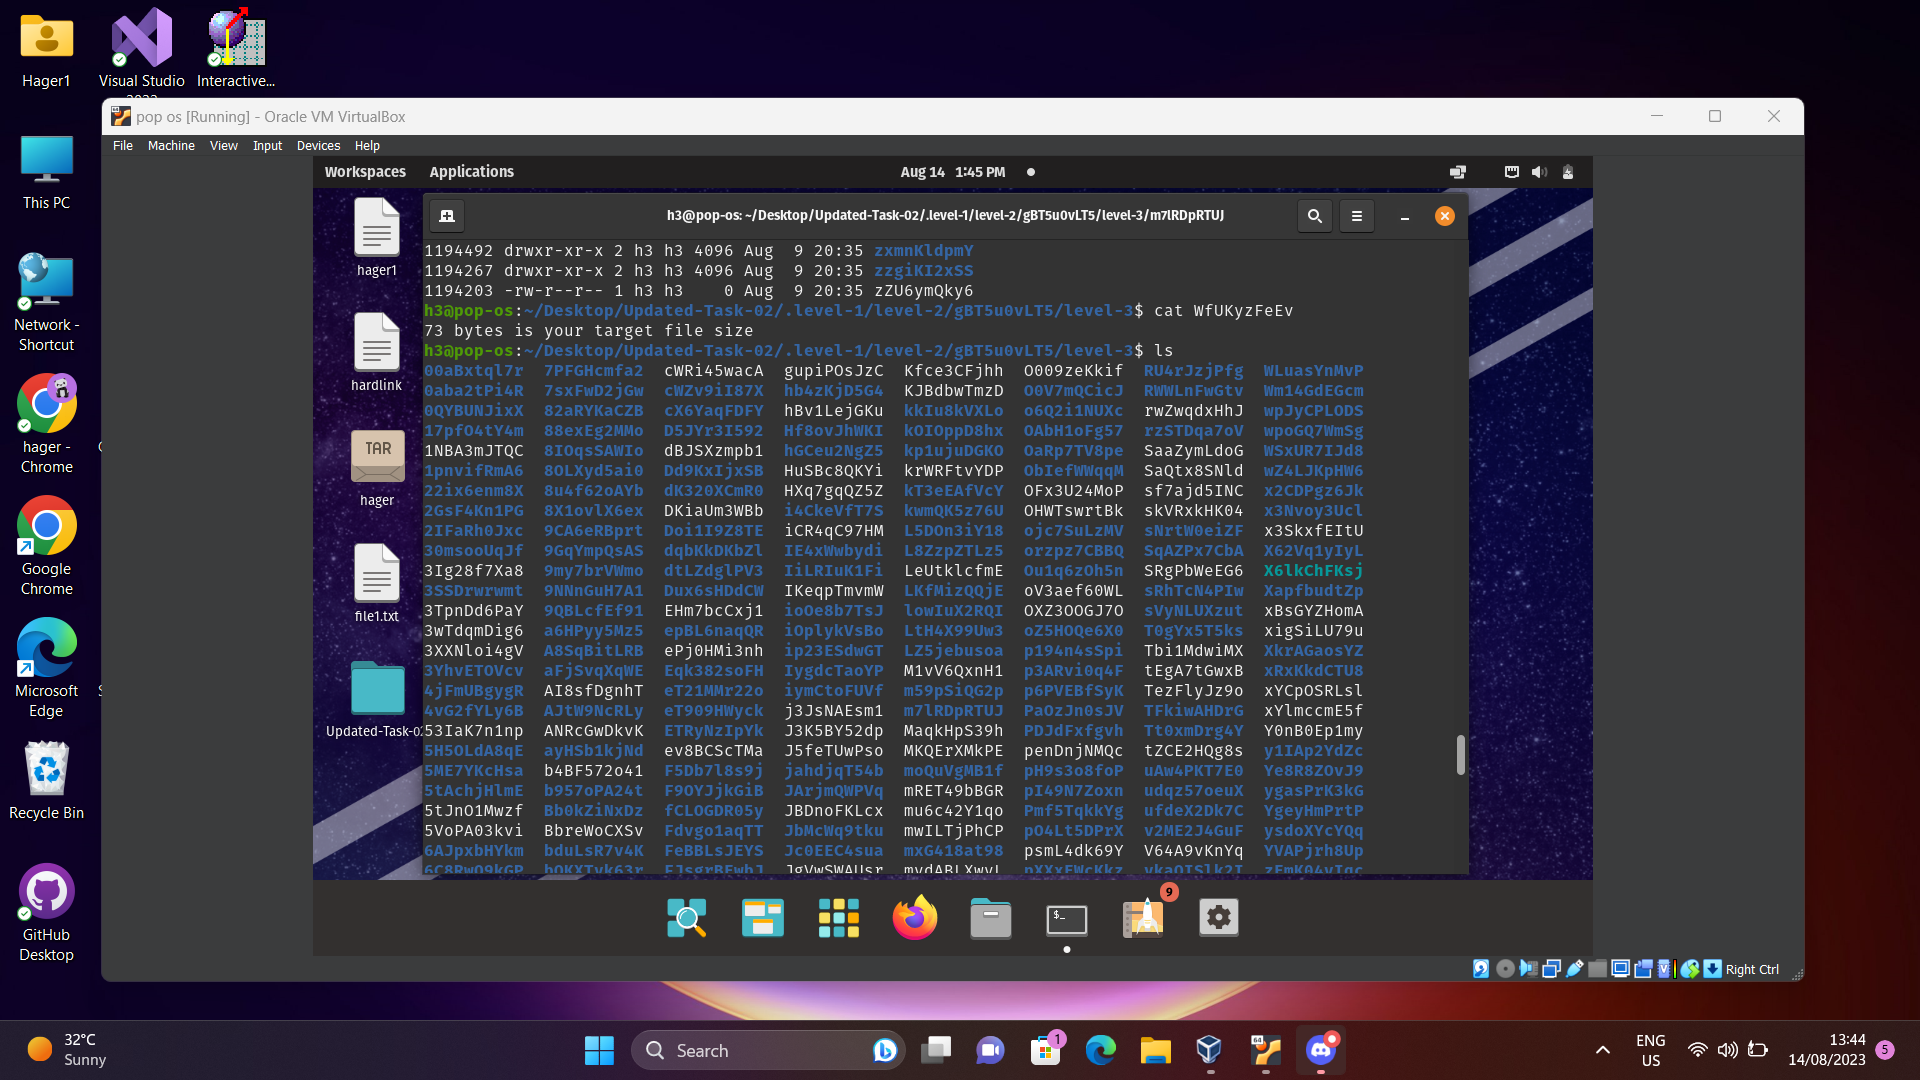 Hager1
Visual Studio
2022
Interactive...
This PC
Network -
Shortcut
hager -
Chrome
Google
Chrome
Microsoft
Edge
Recycle Bin
GitHub
Desktop
pop os [Running] - Oracle VM VirtualBox
File Machine View Input Devices Help
Workspaces Applications Aug 14 1:45 PM
hager1
hardlink
TAR
hager
file1.txt
Updated-Task-02
h3@pop-os: ~/Desktop/Updated-Task-02/.level-1/level-2/gBT5u0vLT5/level-3/m7lRDpRTUJ
1194492 drwxr-xr-x 2 h3 h3 4096 Aug 9 20:35 zxmnKldpmY
1194267 drwxr-xr-x 2 h3 h3 4096 Aug 9 20:35 zzgiKI2xSS
1194203 -rw-r--r-- 1 h3 h3 0 Aug 9 20:35 zZU6ymQky6
h3@pop-os:~/Desktop/Updated-Task-02/.level-1/level-2/gBT5u0vLT5/level-3$ cat WfUKyzFeEv
73 bytes is your target file size
h3@pop-os:~/Desktop/Updated-Task-02/.level-1/level-2/gBT5u0vLT5/level-3$ ls
00aBxtql7r 7PFGHcmfa2 cWRi45wacA gupiPOsJzC Kfce3CFjhh O009zeKkif RU4rJzjPfg WLuasYnMvP
0aba2tPi4R 7sxFwD2jGw cWZv9iI87X hb4zKjD5G4 KJBdbwTmzD O0V7mQCicJ RWWLnFwGtv Wm14GdEGcm
0QYBUNJixX 82aRYKaCZB cX6YaqFDFY hBv1LejGKu kkIu8kVXLo o6Q2i1NUXc rwZwqdxHhJ wpJyCPLODS
17pfO4tY4m 88exEg2MMo D5JYr3I592 Hf8ovJhWKI kOIOppD8hx OAbH1oFg57 rzSTDqa7oV wpoGQ7WmSg
1NBA3mJTQC 8IOqsSAWIo dBJSXzmpb1 hGCeu2NgZ5 kp1ujuDGKO OaRp7TV8pe SaaZymLdoG WSxUR7IJd8
1pnvifRmA6 8OLXyd5ai0 Dd9KxIjxSB HuSBc8QKYi krWRFtvYDP ObIefWWqqM SaQtx8SNld wZ4LJKpHW6
22ix6enm8X 8u4f62oAYb dK320XCmR0 HXq7gqQZ5Z kT3eEAfVcY OFx3U24MoP sf7ajd5INC x2CDPgz6Jk
2GsF4Kn1PG 8X1ovlX6ex DKiaUm3WBb i4CkeVfT7S kwmQK5z76U OHWTswrtBk skVRxkHK04 x3Nvoy3Ucl
2IFaRh0Jxc 9CA6eRBprt Doi1I9Z8TE iCR4qC97HM L5DOn3iY18 ojc7SuLzMV sNrtW0eiZF x3SkxfEItU
30msooUqJf 9GqYmpQsAS dqbKkDKbZl IE4xWwbydi L8ZzpZTLz5 orzpz7CBBQ SqAZPx7CbA X62Vq1yIyL
3Ig28f7Xa8 9my7brVWmo dtLZdglPV3 IiLRIuK1Fi LeUtklcfmE Ou1q6zOh5n SRgPbWeEG6 X6lkChFKsj
3SSDrwrwmt 9NNnGuH7A1 Dux6sHDdCW IKeqpTmvmW LKfMizQQjE oV3aef60WL sRhTcN4PIw XapfbudtZp
3TpnDd6PaY 9QBLcfEf91 EHm7bcCxj1 ioOe8b7TsJ lowIuX2RQI OXZ3OOGJ7O sVyNLUXzut xBsGYZHomA
3wTdqmDig6 a6HPyy5Mz5 epBL6naqQR iOplykVsBo LtH4X99Uw3 oZ5HOQe6X0 T0gYx5T5ks xigSiLU79u
3XXNloi4gV A8SqBitLRB ePj0HMi3nh ip23ESdwGT LZ5jebusoa p194n4sSpi Tbi1MdwiMX XkrAGaosYZ
3YhvETOVcv aFjSvqXqWE Eqk382soFH IygdcTaoYP M1vV6QxnH1 p3ARvi0q4F tEgA7tGwxB xRxKkdCTU8
4jFmUBgygR AI8sfDgnhT eT21MMr22o iymCtoFUVf m59pSiQG2p p6PVEBfSyK TezFlyJz9o xYCpOSRLsl
4vG2fYLy6B AJtW9NcRLy eT909HWyck j3JsNAEsm1 m7lRDpRTUJ PaOzJn0sJV TFkiwAHDrG xYlmccmE5f
53IaK7n1np ANRcGwDkvK ETRyNzIpYk J3K5BY52dp MaqkHpS39h PDJdFxfgvh Tt0xmDrg4Y Y0nB0Ep1my
5H5OLdA8qE ayHSb1kjNd ev8BCScTMa J5feTUwPso MKQErXMkPE penDnjNMQc tZCE2HQg8s y1IAp2YdZc
5ME7YKcHsa b4BF572o41 F5Db7l8s9j jahdjqT54b moQuVgMB1f pH9s3o8foP uAw4PKT7E0 Ye8R8ZOvJ9
5tAchjHlmE b957oPA24t F9OYJjkGiB JArjmQWPVq mRET49bBGR pI49N7Zoxn udqz57oeuX ygasPrK3kG
5tJnO1Mwzf Bb0kZiNxDz fCLOGDR05y JBDnoFKLcx mu6c42Y1qo Pmf5TqkkYg ufdeX2Dk7C YgeyHmPrtP
5VoPA03kvi BbreWoCXSv Fdvgo1aqTT JbMcWq9tku mwILTjPhCP pO4Lt5DPrX v2ME2J4GuF ysdoXYcYQq
6AJpxbHYkm bduLsR7v4K FeBBLsJEYS Jc0EEC4sua mxG418at98 psmL4dk69Y V64A9vKnYq YVAPjrh8Up
9
Right Ctrl
32°C
Sunny
Search
1
ENG
US
13:44
14/08/2023
5